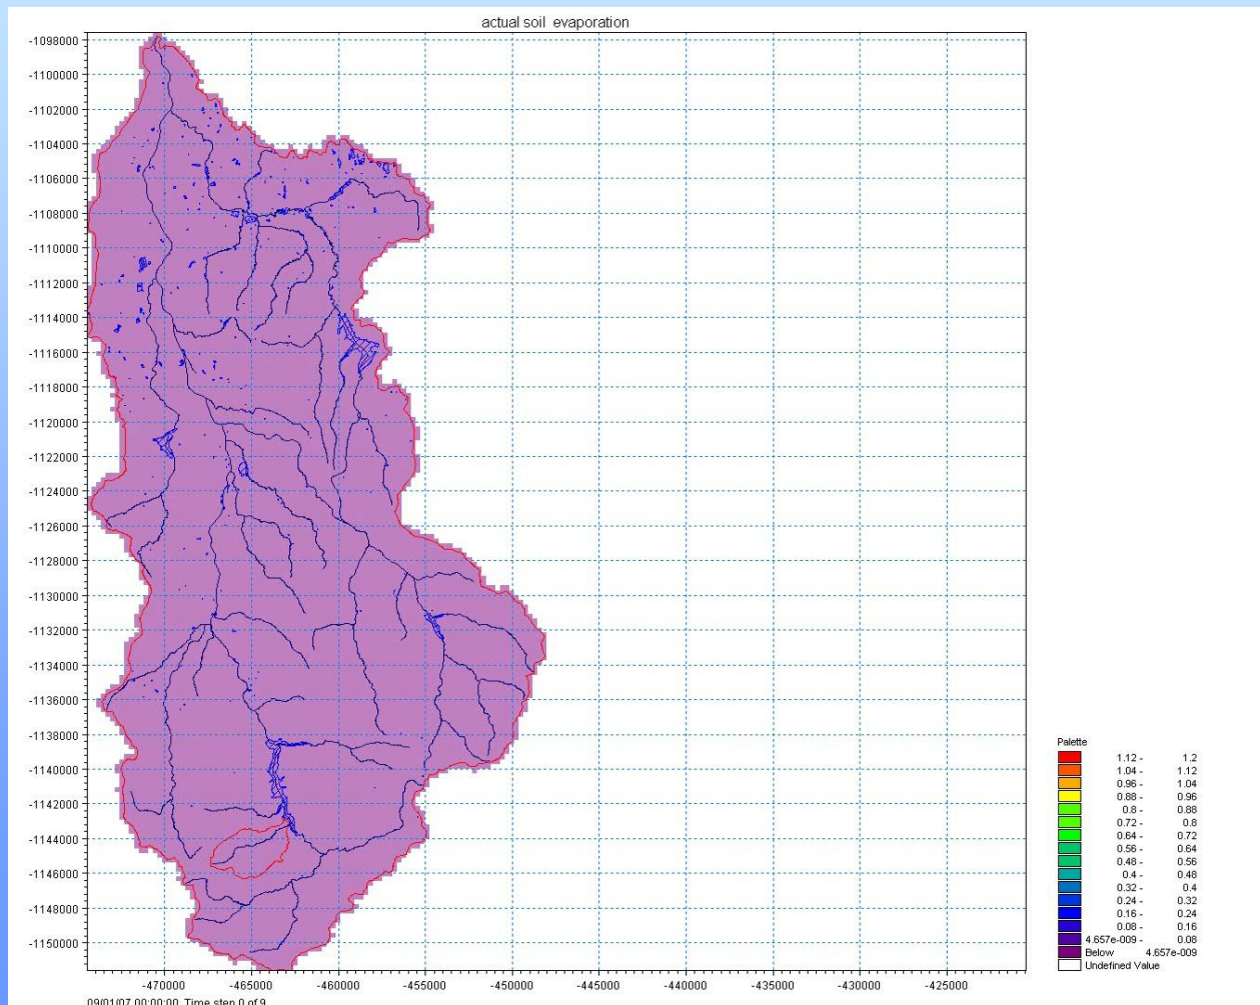 actual soil evaporation
-1098000
-1100000
-1102000
-1104000
-1106000
-1108000
-1110000
-1112000
-1114000
-1116000
-1118000
-1120000
-1122000
-1124000
-1126000
-1128000
-1130000
-1132000
-1134000
-1136000
-1138000
-1140000
-1142000
-1144000
-1146000
-1148000
-1150000
-470000 -465000 -460000 -455000 -450000 -445000 -440000 -435000 -430000 -425000
09/01/07 00:00:00, Time step 0 of 9
Palette
1.12 - 1.2
1.04 - 1.12
0.96 - 1.04
0.88 - 0.96
0.8 - 0.88
0.72 - 0.8
0.64 - 0.72
0.56 - 0.64
0.48 - 0.56
0.4 - 0.48
0.32 - 0.4
0.24 - 0.32
0.16 - 0.24
0.08 - 0.16
4.657e-009 - 0.08
Below 4.657e-009
Undefined Value